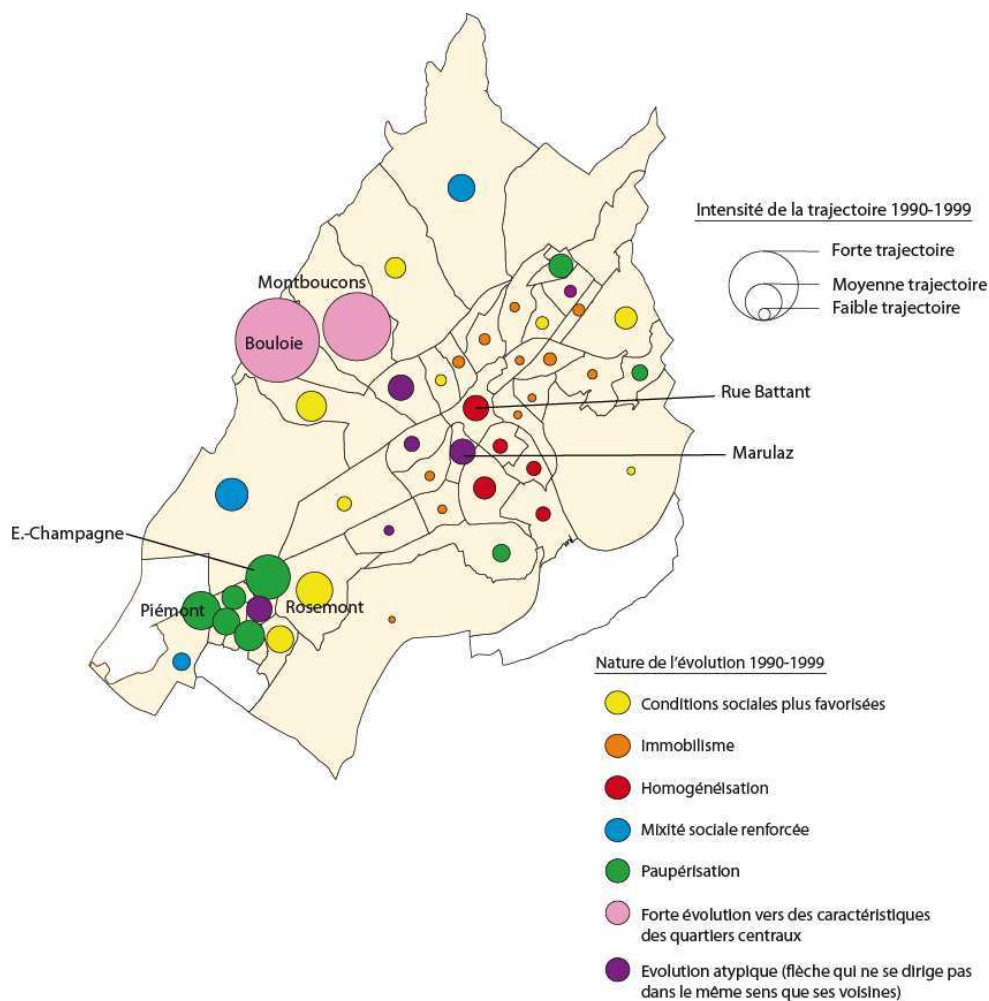 Intensité de la trajectoire 1990-1999
Forte trajectoire
Moyenne trajectoire
Faible trajectoire
Montboucons
Bouloie
Rue Battant
Marulaz
E.-Champagne
Piémont
Rosemont
Nature de l'évolution 1990-1999
Conditions sociales plus favorisées
Immobilisme
Homogénéisation
Mixité sociale renforcée
Paupérisation
Forte évolution vers des caractéristiques
des quartiers centraux
Evolution atypique (flèche qui ne se dirige pas
dans le même sens que ses voisines)